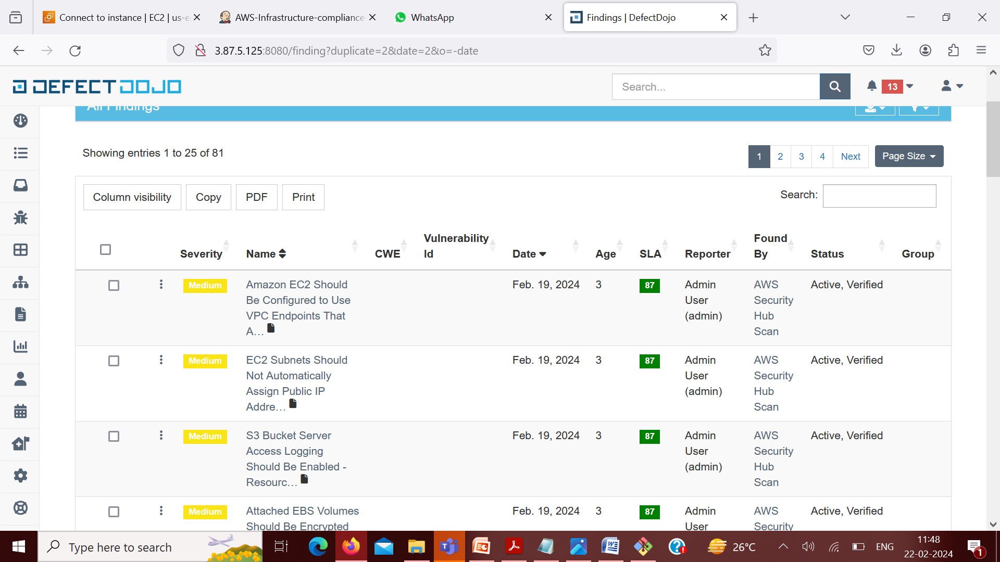 Connect to instance | EC2 | us-e
AWS-Infrastructure-compliance
WhatsApp
Findings | DefectDojo
3.87.5.125:8080/finding?duplicate=2&date=2&o=-date
DEFECTDOJO
Search...
13
All Findings
Showing entries 1 to 25 of 81
1 2 3 4 Next Page Size
Column visibility Copy PDF Print Search:
Vulnerability Found
Severity Name CWE Id Date Age SLA Reporter By Status Group
Medium Amazon EC2 Should Feb. 19, 2024 3 87 Admin AWS Active, Verified
Be Configured to Use User Security
VPC Endpoints That (admin) Hub
A... Scan
Medium EC2 Subnets Should Feb. 19, 2024 3 87 Admin AWS Active, Verified
Not Automatically User Security
Assign Public IP (admin) Hub
Addre... Scan
Medium S3 Bucket Server Feb. 19, 2024 3 87 Admin AWS Active, Verified
Access Logging User Security
Should Be Enabled - (admin) Hub
Resourc... Scan
Medium Attached EBS Volumes Feb. 19, 2024 3 87 Admin AWS Active, Verified
Should Be Encrypted User Security
Type here to search
26°C
ENG
11:48
22-02-2024
1